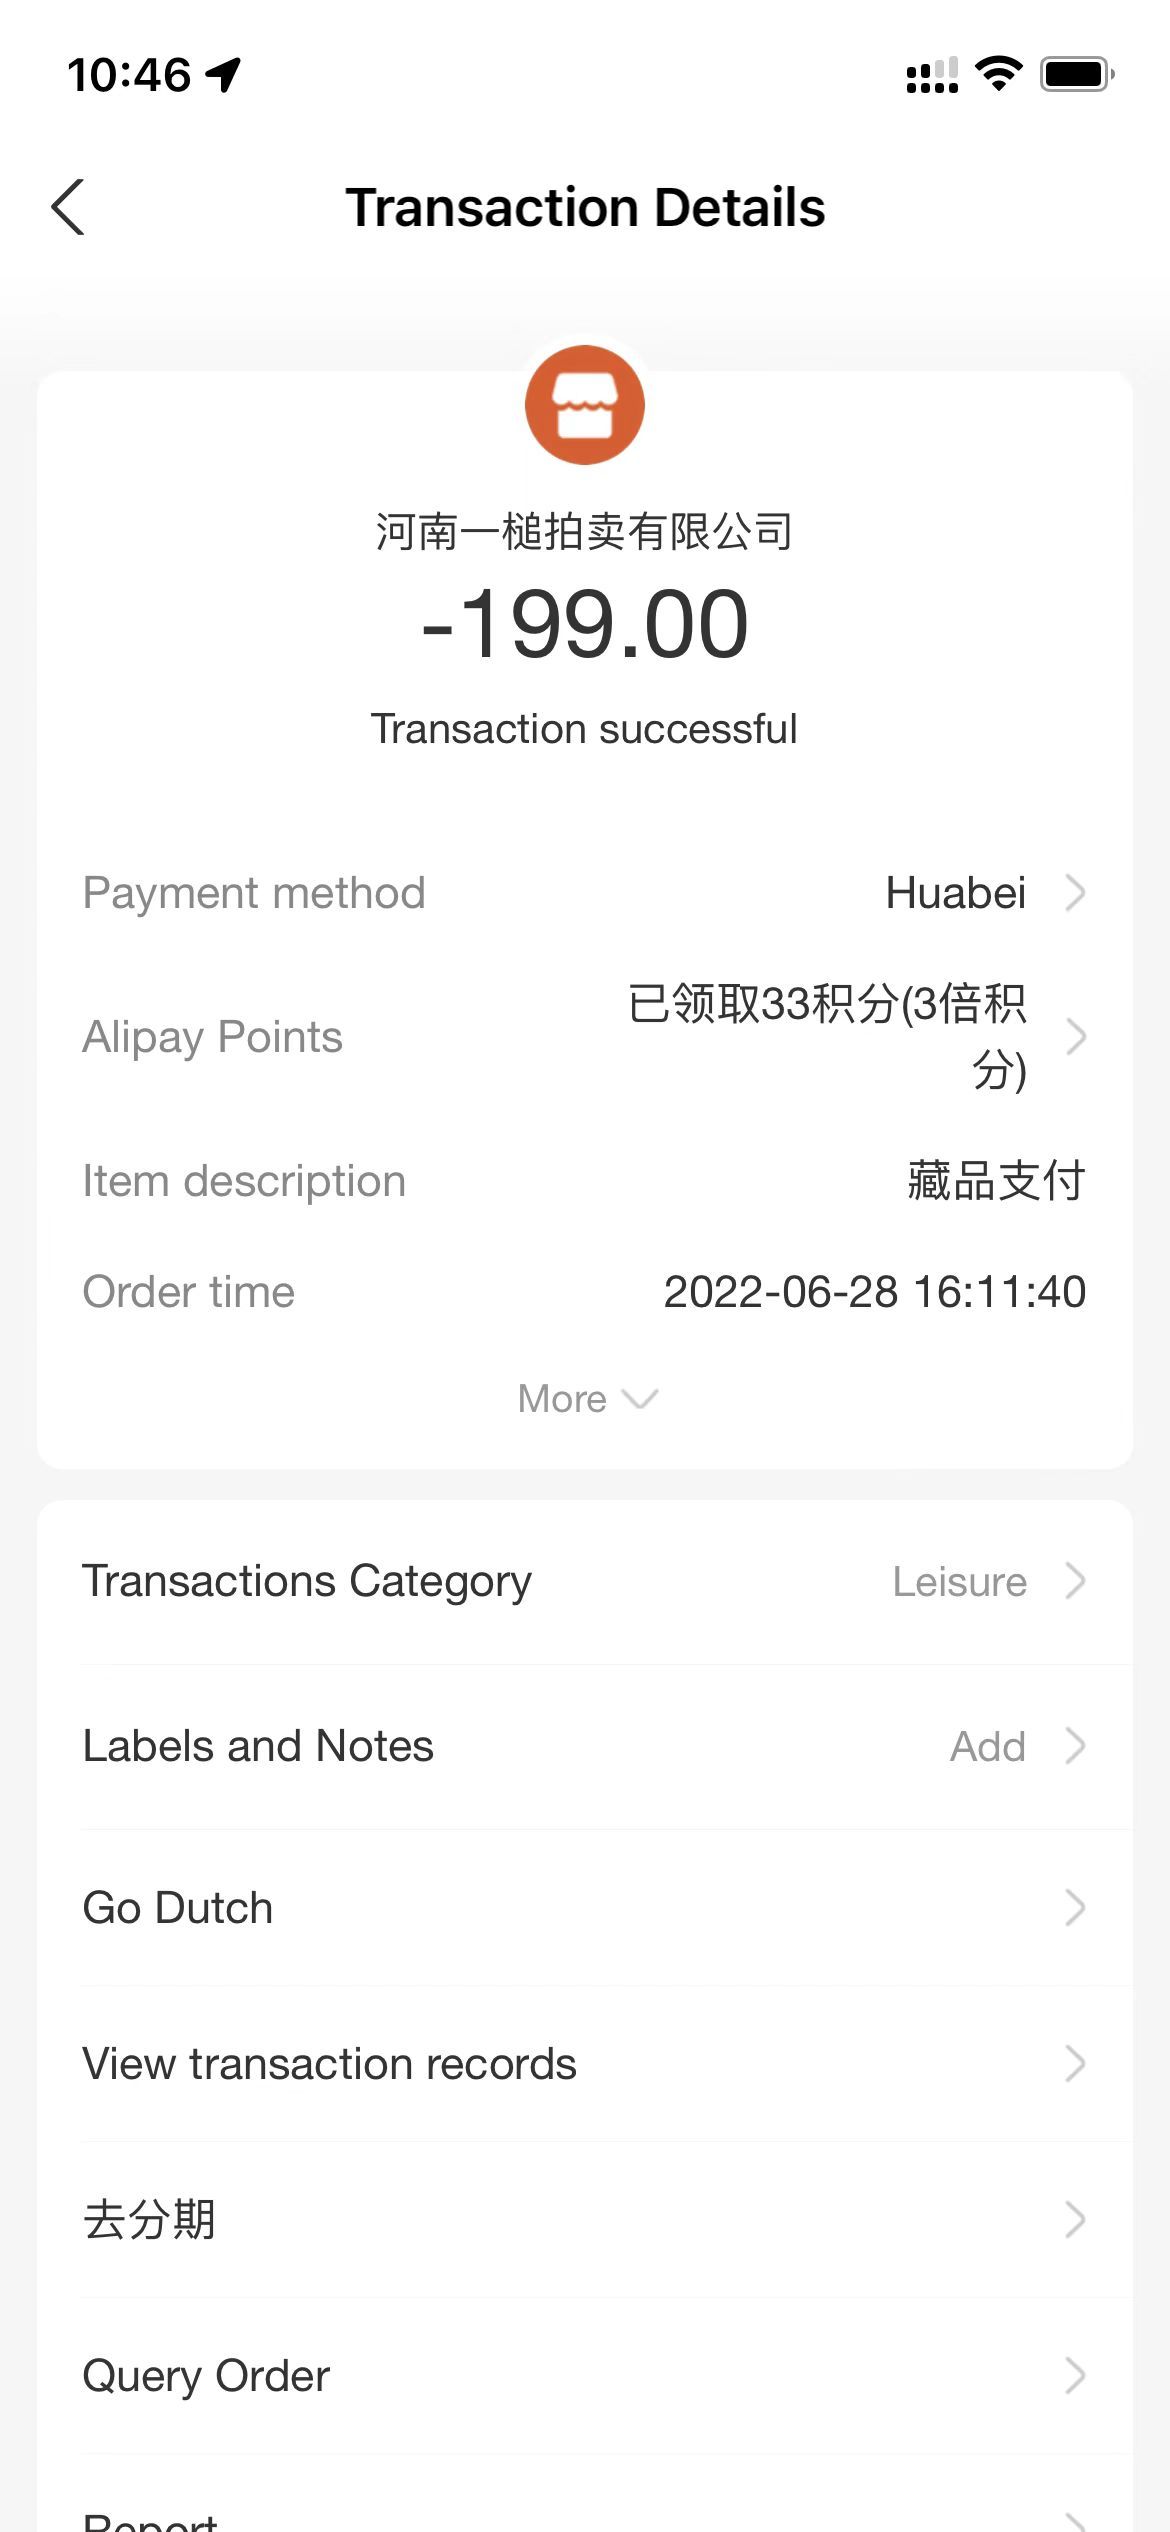 10:46
Transaction Details
河南一槌拍卖有限公司
-199.00
Transaction successful
Payment method Huabei
Alipay Points 已领取33积分(3倍积
分)
Item description 藏品支付
Order time 2022-06-28 16:11:40
More
Transactions Category Leisure
Labels and Notes Add
Go Dutch
View transaction records
去分期
Query Order
Report